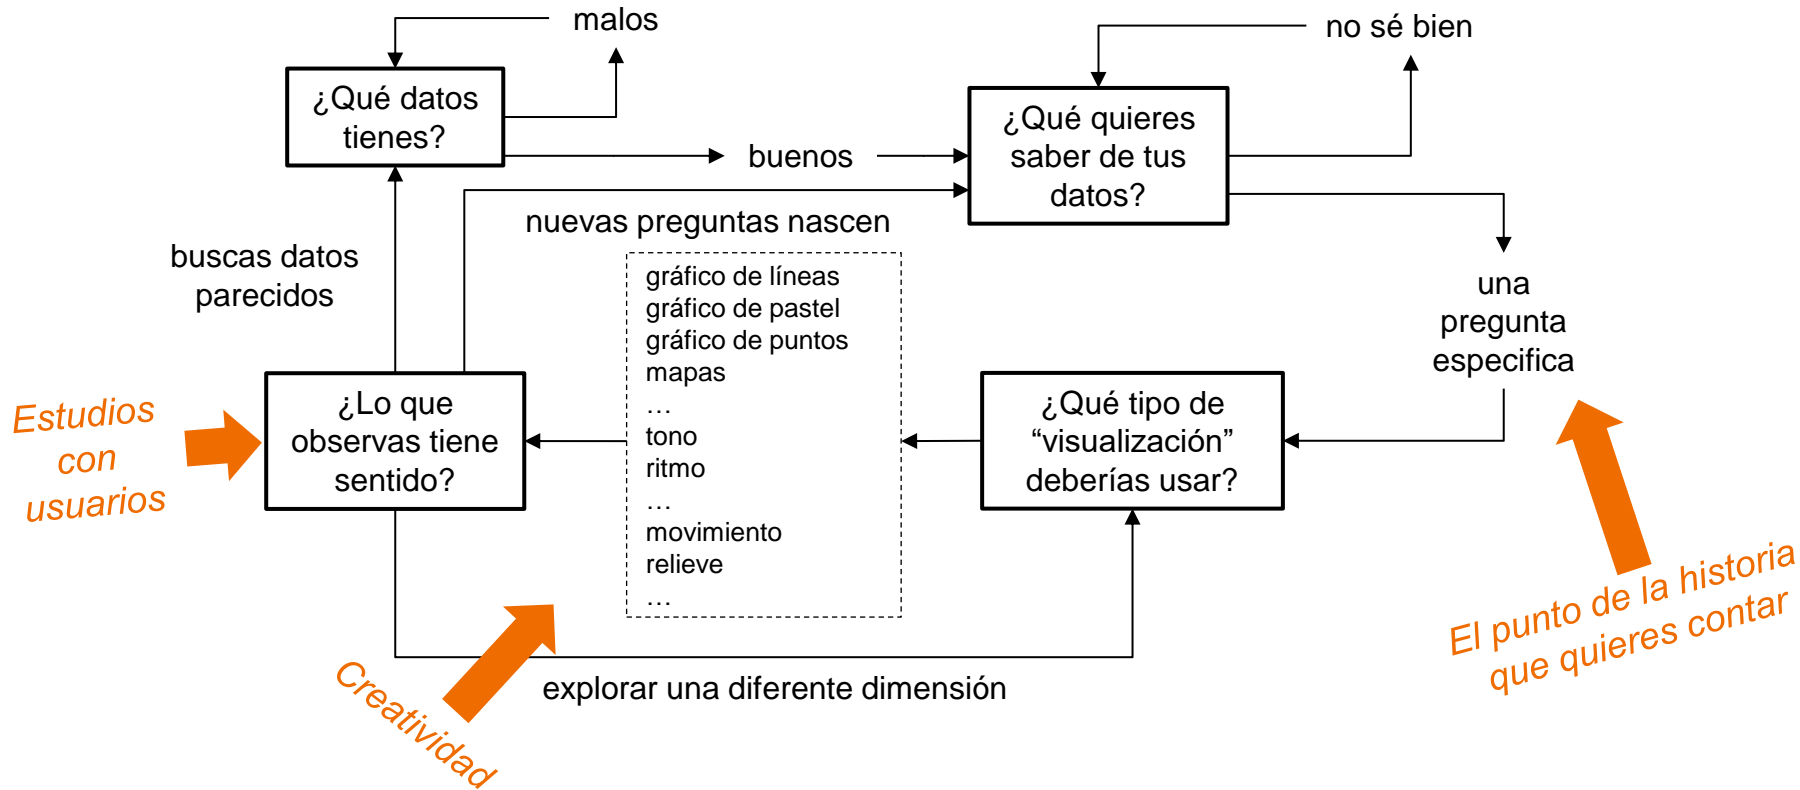 malos
no sé bien
¿Qué datos
tienes?
¿Qué quieres
saber de tus
datos?
buenos
nuevas preguntas nascen
buscas datos
parecidos
gráfico de líneas
gráfico de pastel
gráfico de puntos
mapas
…
tono
ritmo
…
movimiento
relieve
…
una
pregunta
especifica
¿Lo que
observas tiene
sentido?
¿Qué tipo de
“visualización”
deberías usar?
Estudios
con
usuarios
El punto de la historia
que quieres contar
Creatividad
explorar una diferente dimensión